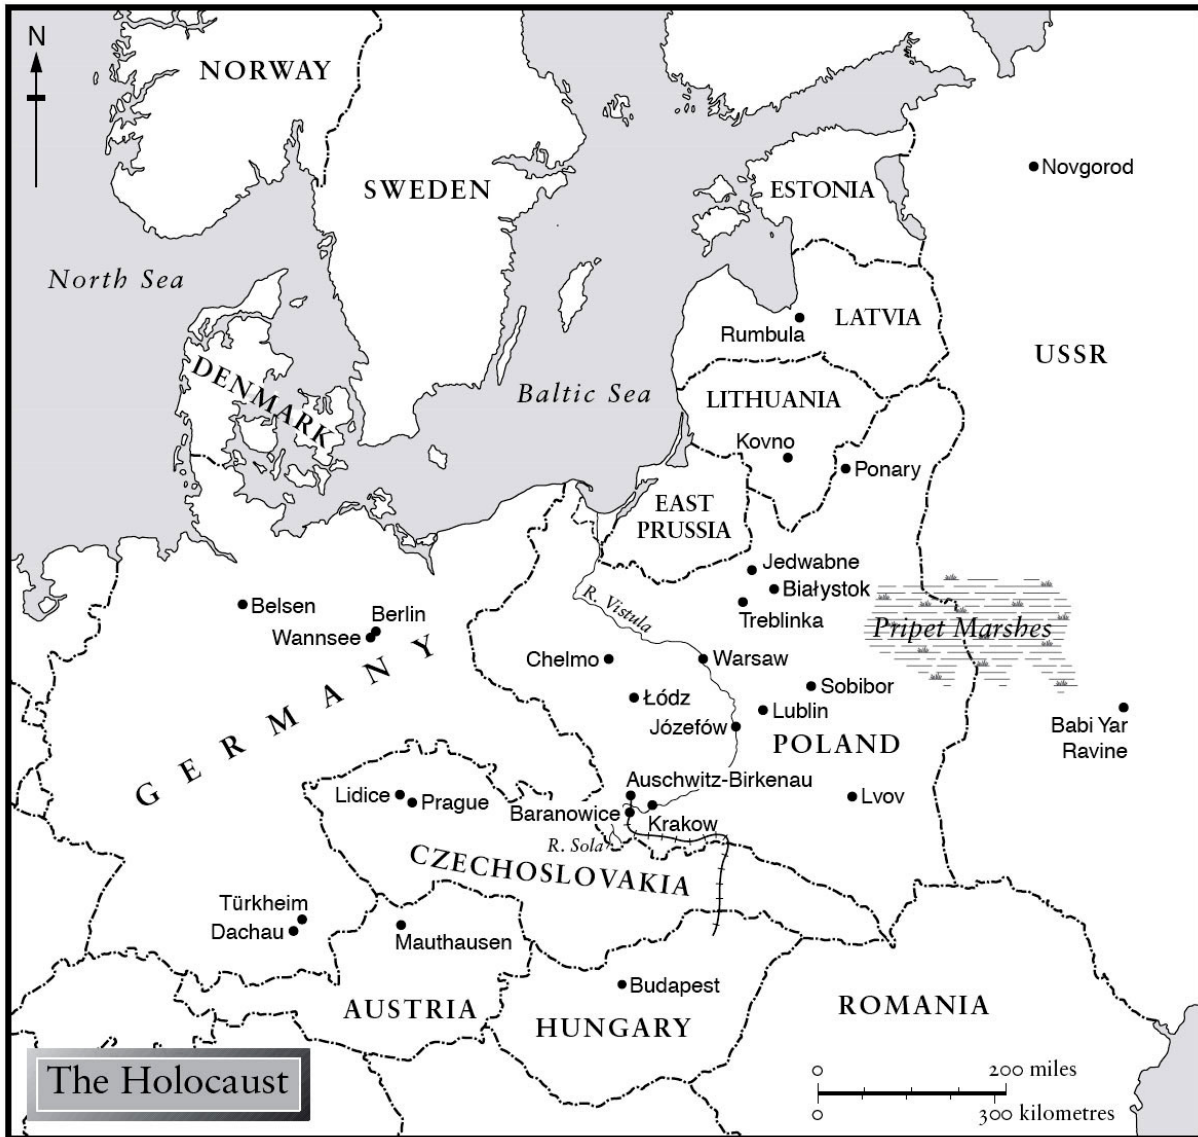 N
NORWAY
SWEDEN
ESTONIA
Novgorod
North Sea
LATVIA
Rumbula
USSR
DENMARK
Baltic Sea
LITHUANIA
Kovno
Ponary
EAST
PRUSSIA
Jedwabne
Białystok
R. Vistula
Treblinka
Belsen
Berlin
Wannsee
Pripet Marshes
Chelmo
Warsaw
GERMANY
Sobibor
Łódz
Lublin
Józefów
POLAND
Babi Yar
Ravine
Auschwitz-Birkenau
Lidice
Prague
Baranowice
Krakow
Lvov
R. Sola
CZECHOSLOVAKIA
Türkheim
Dachau
Mauthausen
Budapest
AUSTRIA
HUNGARY
ROMANIA
The Holocaust
0 200 miles
0 300 kilometres